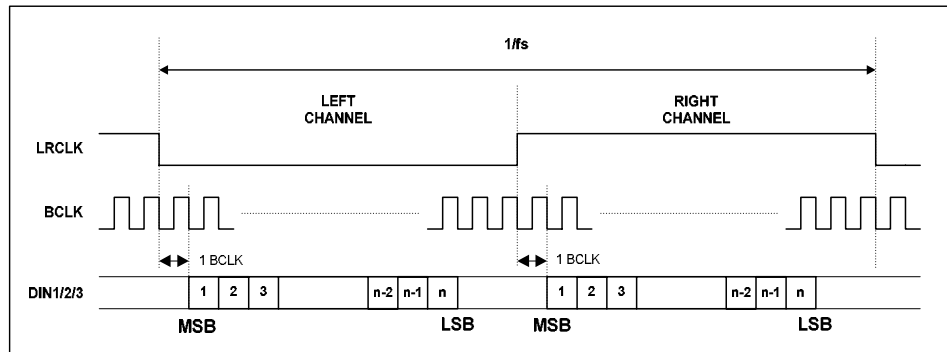 1/fs
LEFT
CHANNEL
RIGHT
CHANNEL
LRCLK
BCLK
1 BCLK
1 BCLK
DIN1/2/3
1 2 3 n-2 n-1 n 1 2 3 n-2 n-1 n
MSB LSB MSB LSB